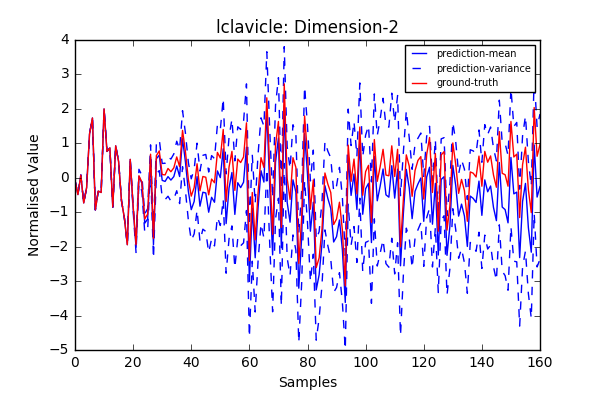 lclavicle: Dimension-2
4
3
2
1
0
−1
−2
−3
−4
−5
Normalised Value
prediction-mean
prediction-variance
ground-truth
0 20 40 60 80 100 120 140 160
Samples